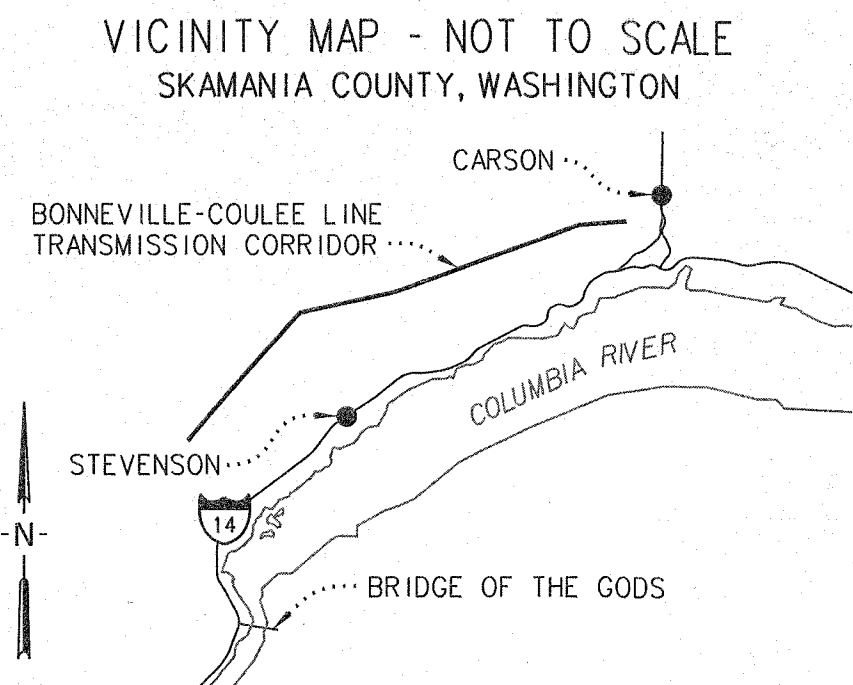 VICINITY MAP - NOT TO SCALE
SKAMANIA COUNTY, WASHINGTON
CARSON
BONNEVILLE-COULEE LINE
TRANSMISSION CORRIDOR
COLUMBIA RIVER
STEVENSON
14
-N-
BRIDGE OF THE GODS